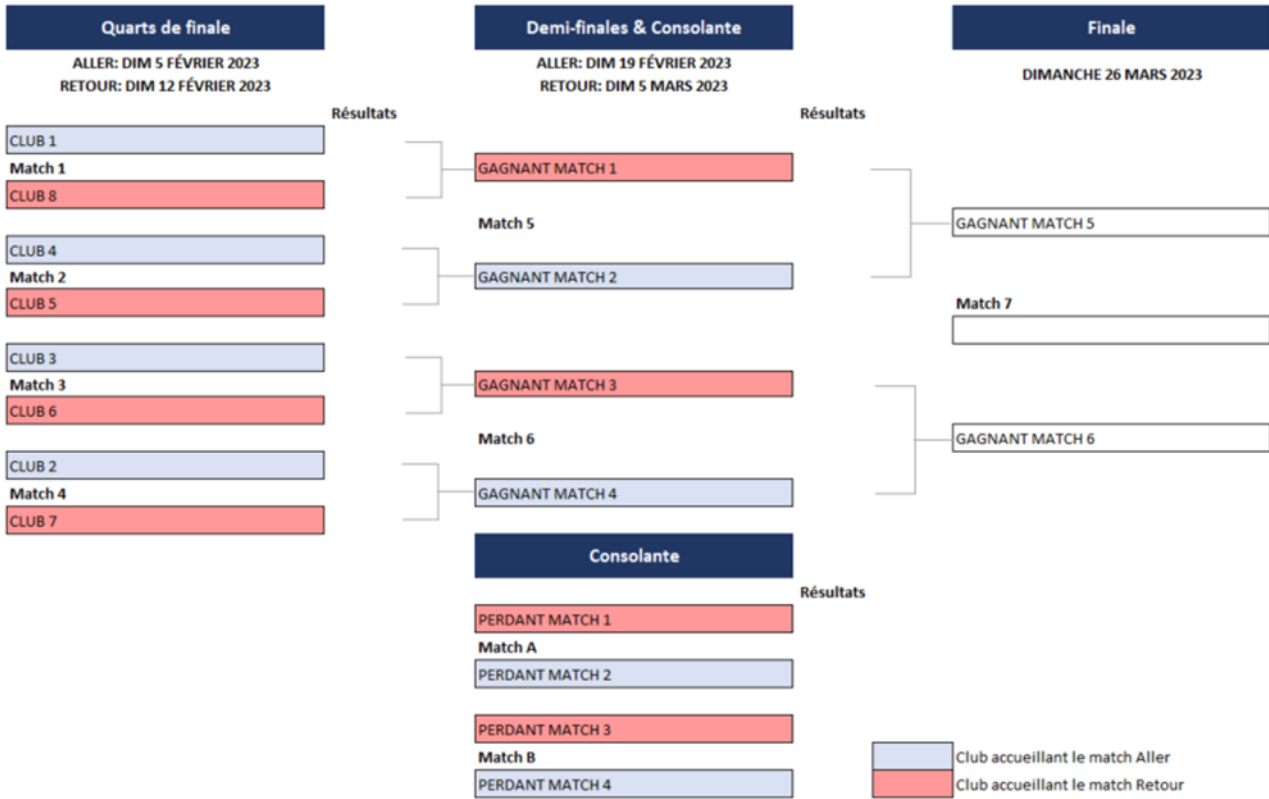 Quarts de finale
ALLER: DIM 5 FÉVRIER 2023
RETOUR: DIM 12 FÉVRIER 2023
Résultats
CLUB 1
Match 1
CLUB 8
CLUB 4
Match 2
CLUB 5
CLUB 3
Match 3
CLUB 6
CLUB 2
Match 4
CLUB 7
Demi-finales & Consolante
ALLER: DIM 19 FÉVRIER 2023
RETOUR: DIM 5 MARS 2023
Résultats
GAGNANT MATCH 1
Match 5
GAGNANT MATCH 2
GAGNANT MATCH 3
Match 6
GAGNANT MATCH 4
Consolante
Résultats
PERDANT MATCH 1
Match A
PERDANT MATCH 2
PERDANT MATCH 3
Match B
PERDANT MATCH 4
Finale
DIMANCHE 26 MARS 2023
GAGNANT MATCH 5
Match 7
GAGNANT MATCH 6
Club accueillant le match Aller
Club accueillant le match Retour